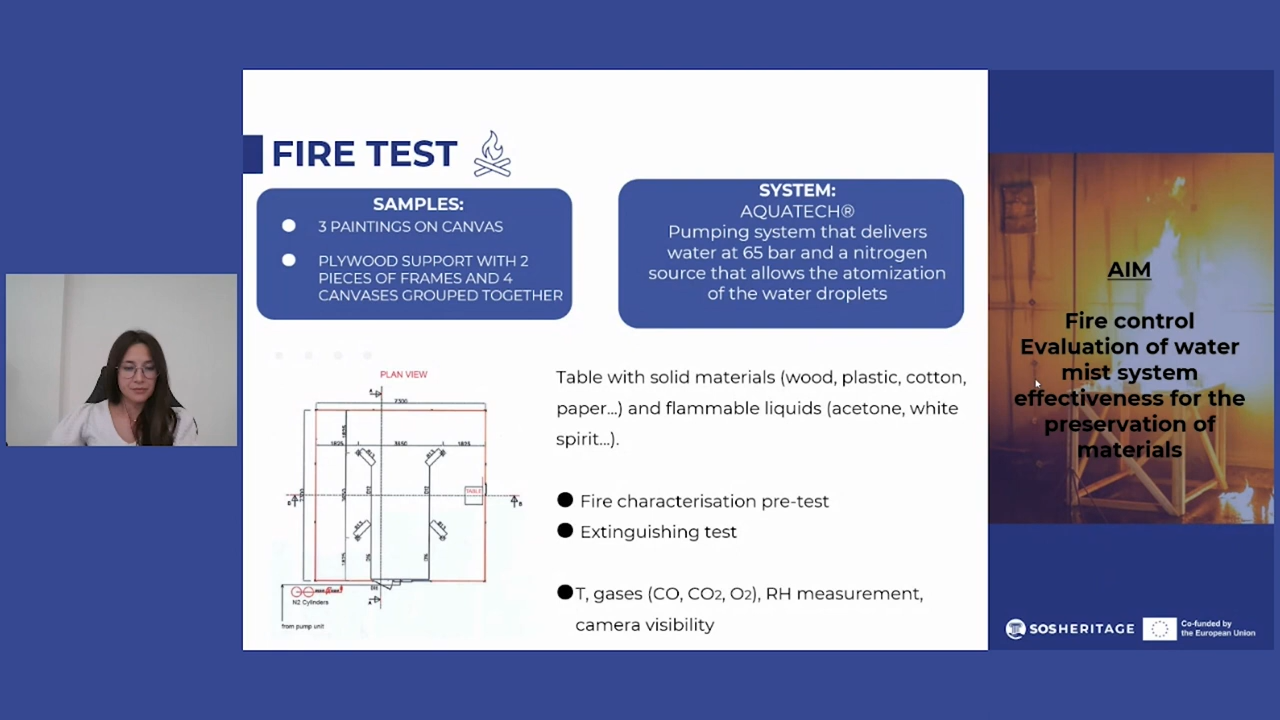 FIRE TEST
SAMPLES:
3 PAINTINGS ON CANVAS
PLYWOOD SUPPORT WITH 2
PIECES OF FRAMES AND 4
CANVASES GROUPED TOGETHER
SYSTEM:
AQUATECH®
Pumping system that delivers
water at 65 bar and a nitrogen
source that allows the atomization
of the water droplets
PLAN VIEW
7300
1825 3650 1825
TABLE
N2 Cylinders
from pump unit
Table with solid materials (wood, plastic, cotton,
paper...) and flammable liquids (acetone, white
spirit...).
Fire characterisation pre-test
Extinguishing test
T, gases (CO, CO2, O2), RH measurement,
camera visibility
AIM
Fire control
Evaluation of water
mist system
effectiveness for the
preservation of
materials
SOSHERITAGE
Co-funded by
the European Union